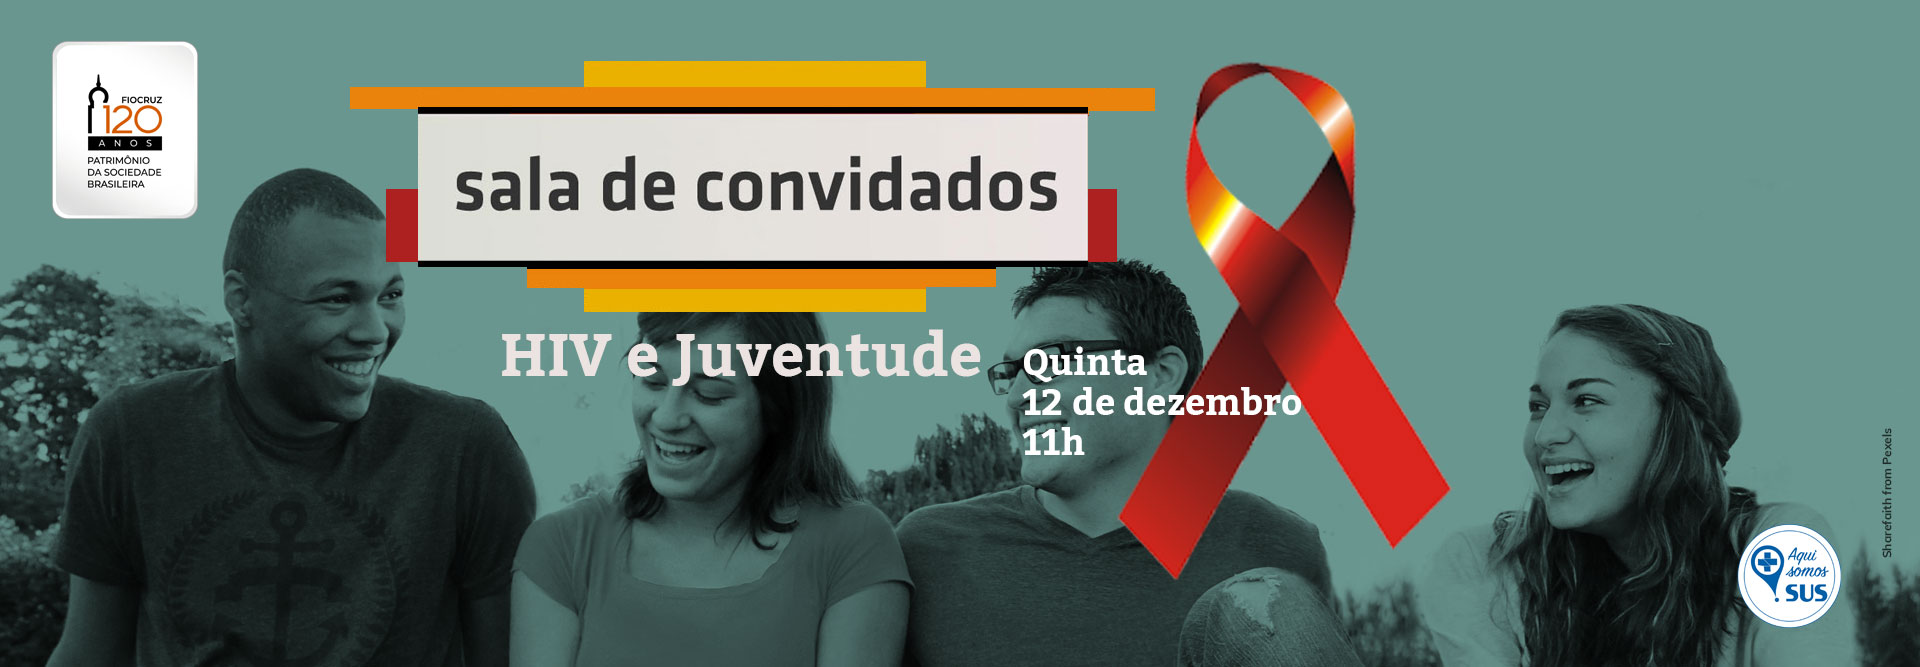 FIOCRUZ
120
ANOS
PATRIMÔNIO
DA SOCIEDADE
BRASILEIRA
sala de convidados
HIV e Juventude
Quinta
12 de dezembro
11h
Sharefaith from Pexels
Aqui
somos
SUS